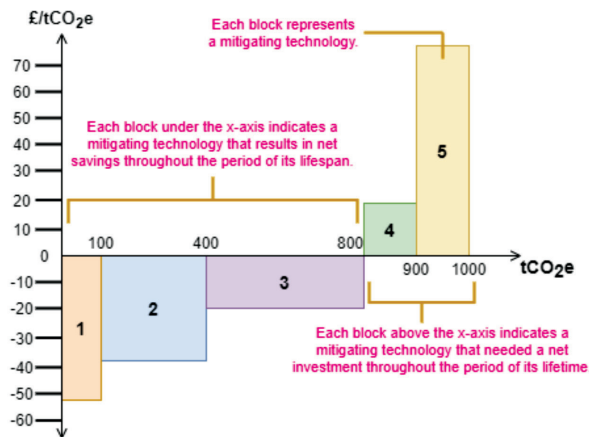 £/tCO2e
Each block represents
a mitigating technology.
70
60
50
40
30
20
10
0
-10
-20
-30
-40
-50
-60
Each block under the x-axis indicates a
mitigating technology that results in net
savings throughout the period of its lifespan.
100
400
800
900
1000
tCO2e
1
2
3
4
5
Each block above the x-axis indicates a
mitigating technology that needed a net
investment throughout the period of its lifetime